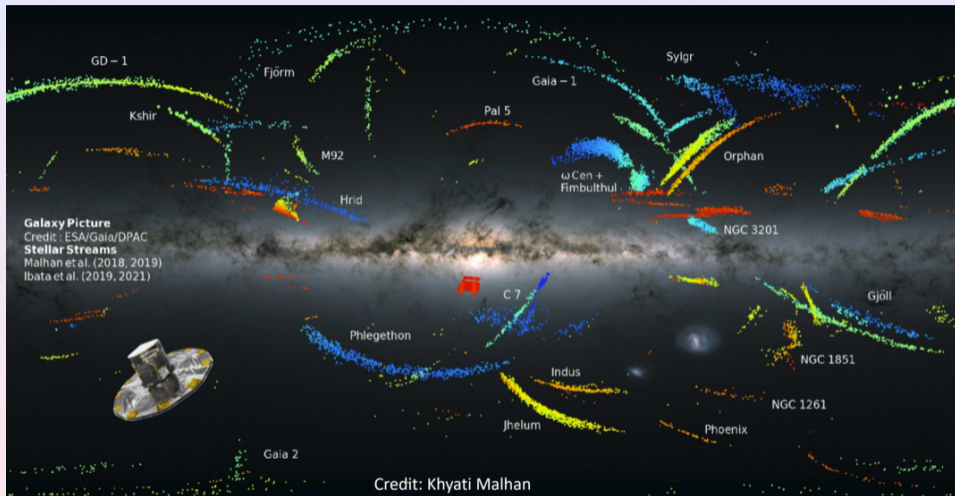 GD − 1
Fjörm
Gaia − 1
Sylgr
Kshir
Pal 5
M92
Orphan
ωCen +
Fimbulthul
Hrid
NGC 3201
Galaxy Picture
Credit : ESA/Gaia/DPAC
Stellar Streams
Malhan et al. (2018, 2019)
Ibata et al. (2019, 2021)
C 7
Gjöll
Phlegethon
NGC 1851
Indus
NGC 1261
Jhelum
Phoenix
Gaia 2
Credit: Khyati Malhan